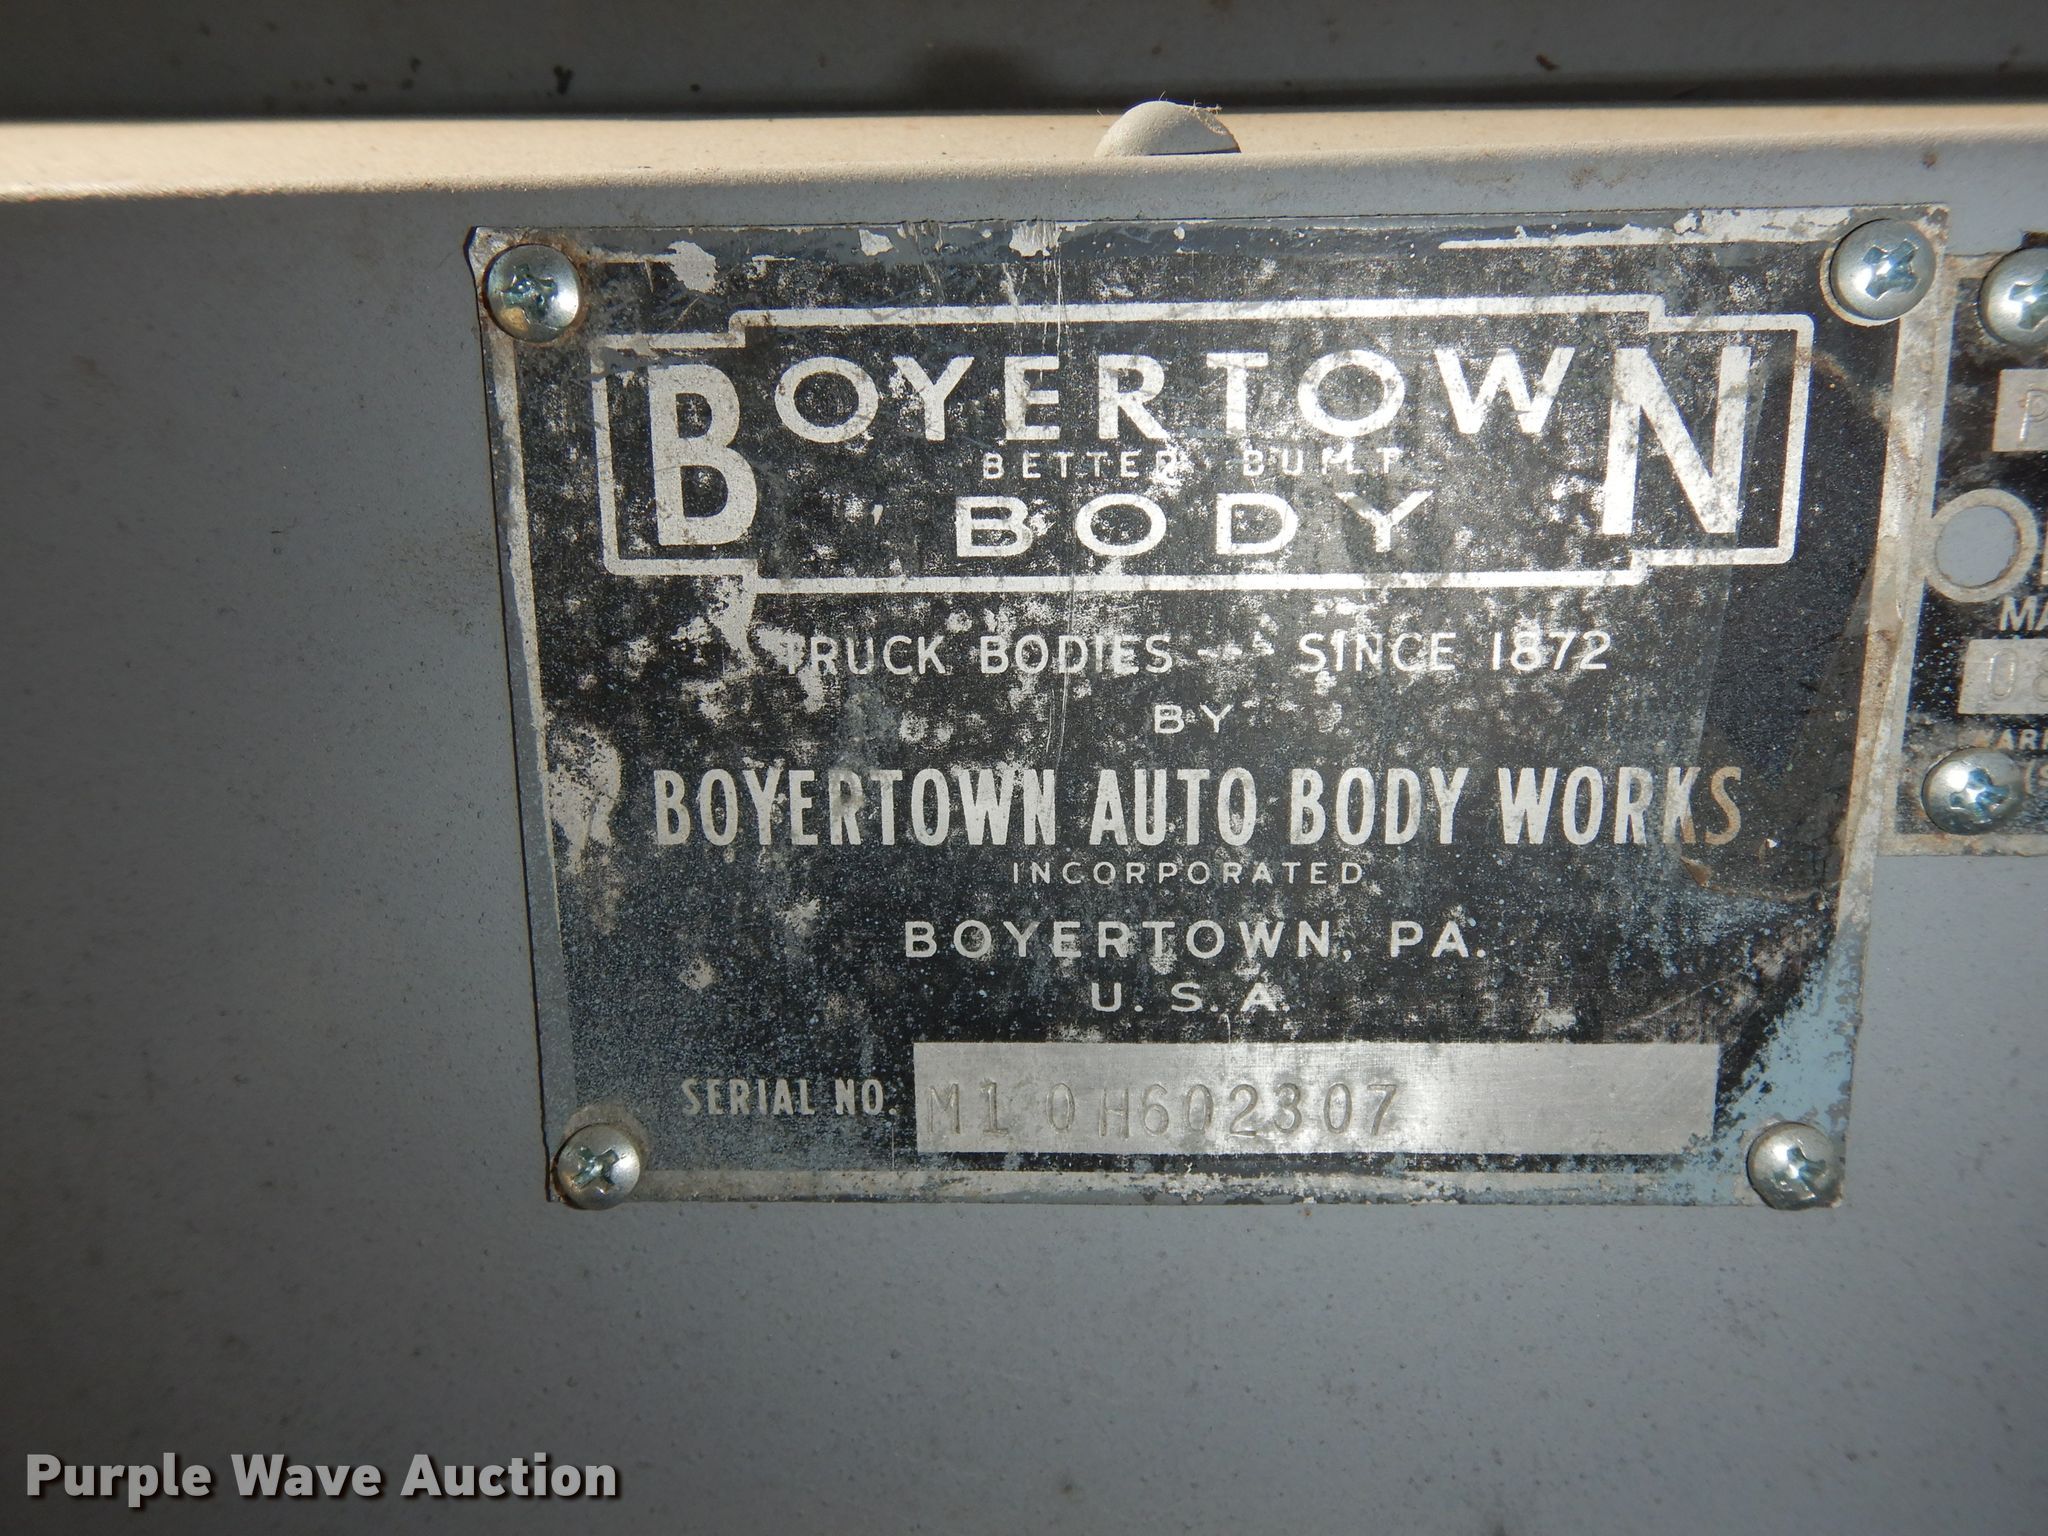 BOYERTOWN
BETTER BUILT
BODY
TRUCK BODIES -- SINCE 1872
BY
BOYERTOWN AUTO BODY WORKS
INCORPORATED
BOYERTOWN, PA.
U.S.A.
SERIAL NO. M10H602307
Purple Wave Auction